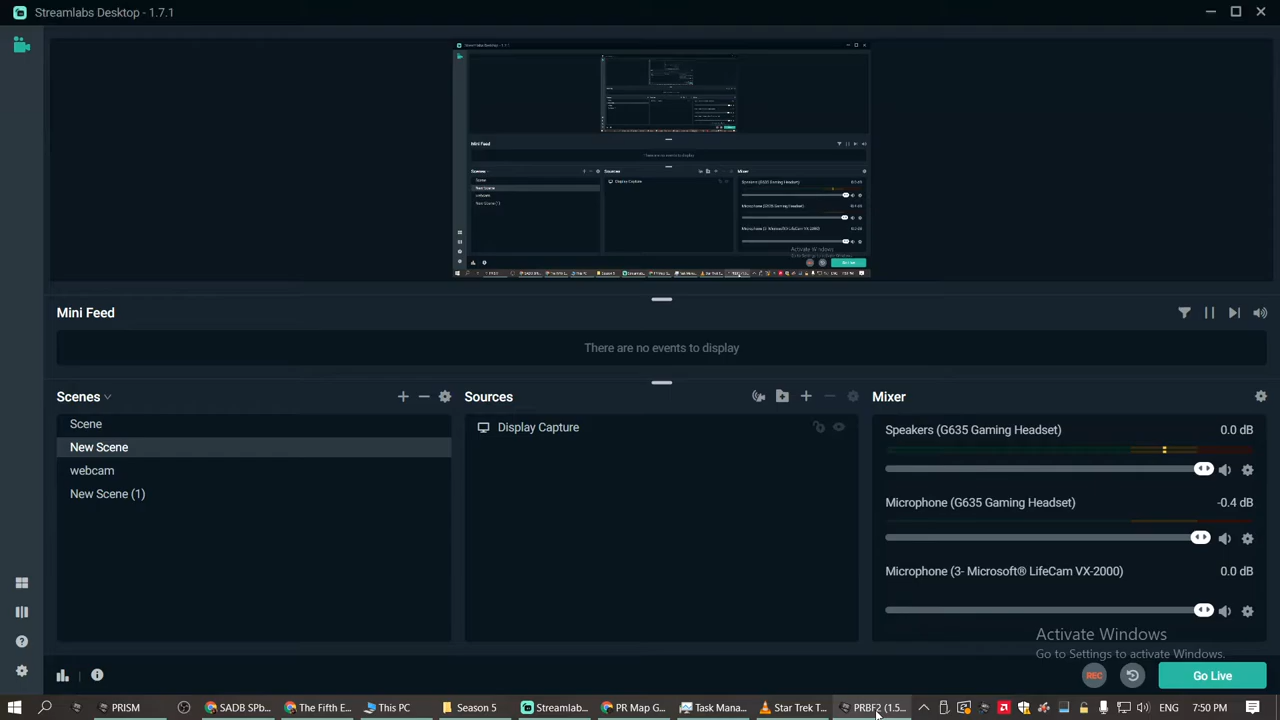 Streamlabs Desktop - 1.7.1
Mini Feed
There are no events to display
Scenes
Sources
Mixer
Scene
New Scene
webcam
New Scene (1)
Display Capture
Speakers (G635 Gaming Headset) 0.0 dB
Microphone (G635 Gaming Headset) -0.4 dB
Microphone (3- Microsoft® LifeCam VX-2000) 0.0 dB
Activate Windows
Go to Settings to activate Windows.
REC
Go Live
PRISM
SADB SPb...
The Fifth E...
This PC
Season 5
Streamlab...
PR Map G...
Task Mana...
Star Trek T...
PRBF2 (1.5...
ENG
7:50 PM